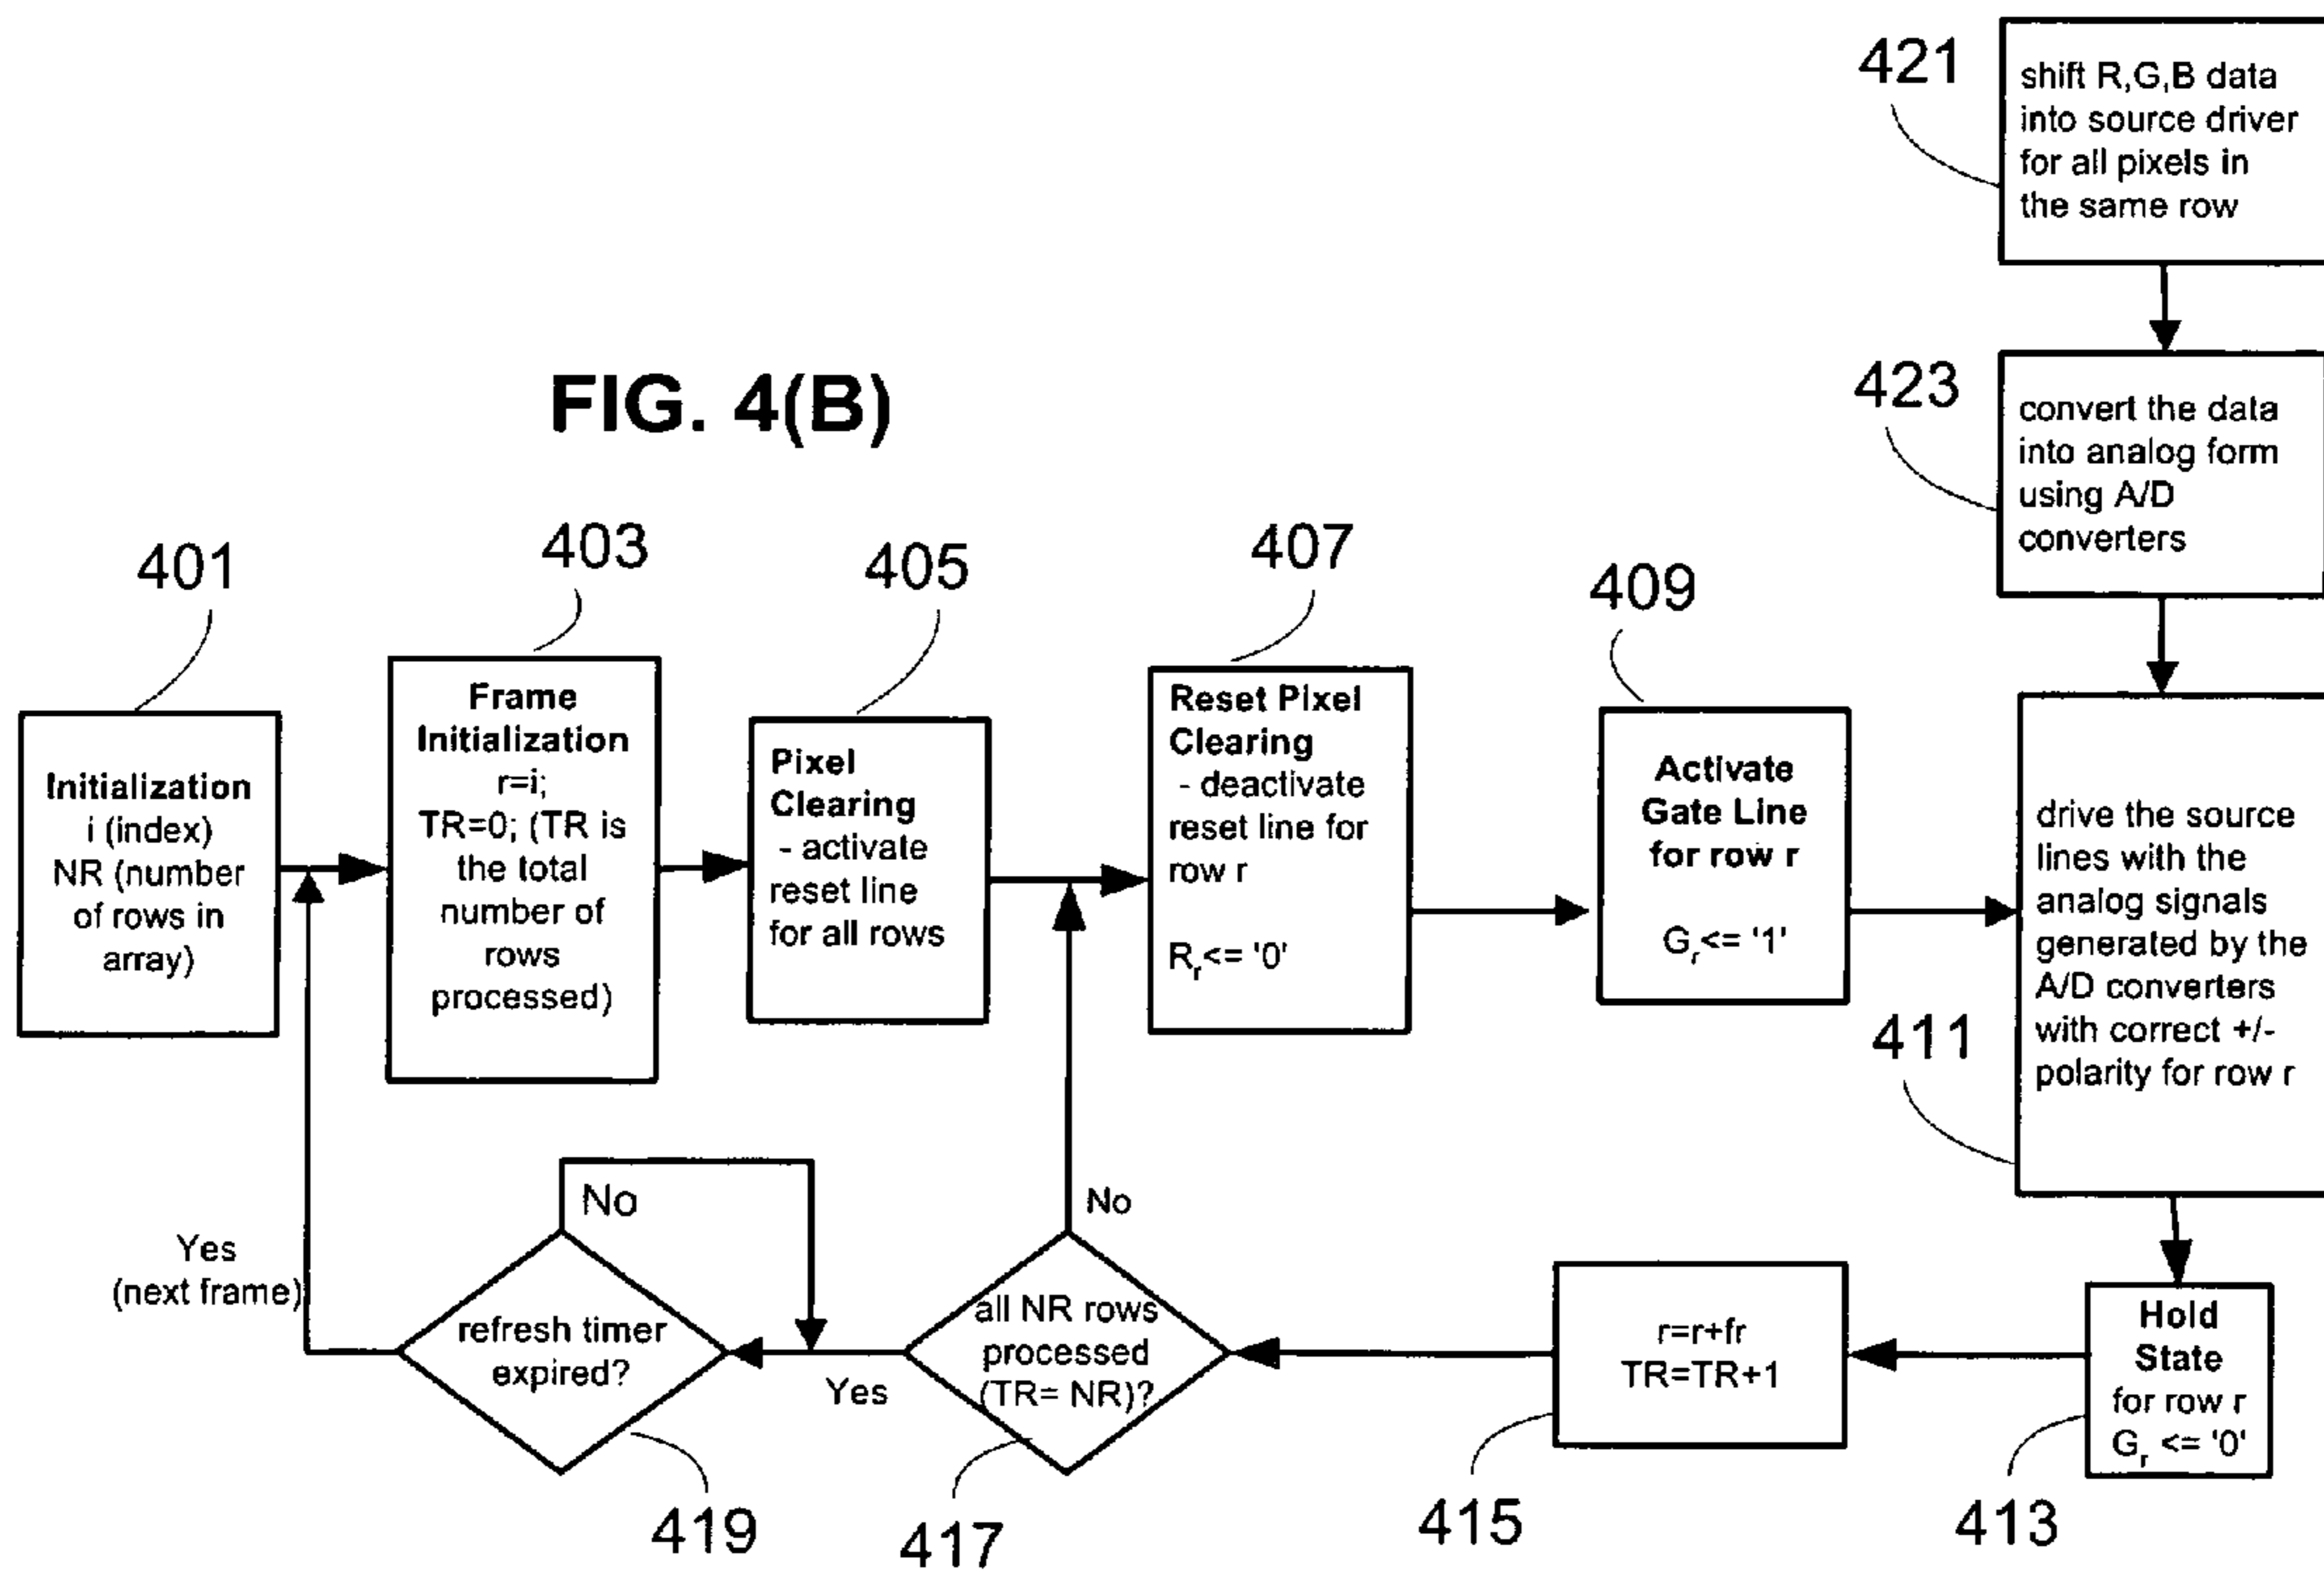 421
shift R,G,B data
into source driver
for all pixels in
the same row
FIG. 4(B)
423
convert the data
into analog form
using A/D
converters
401
Initialization
i (index)
NR (number
of rows in
array)
403
Frame
Initialization
r=i;
TR=0; (TR is
the total
number of
rows
processed)
405
Pixel
Clearing
- activate
reset line
for all rows
407
Reset Pixel
Clearing
- deactivate
reset line for
row r
Rr<= '0'
409
Activate
Gate Line
for row r
Gr<= '1'
411
drive the source
lines with the
analog signals
generated by the
A/D converters
with correct +/-
polarity for row r
Yes
(next frame)
No
refresh timer
expired?
419
Yes
No
all NR rows
processed
(TR= NR)?
417
r=r+fr
TR=TR+1
415
Hold
State
for row r
Gr <= '0'
413